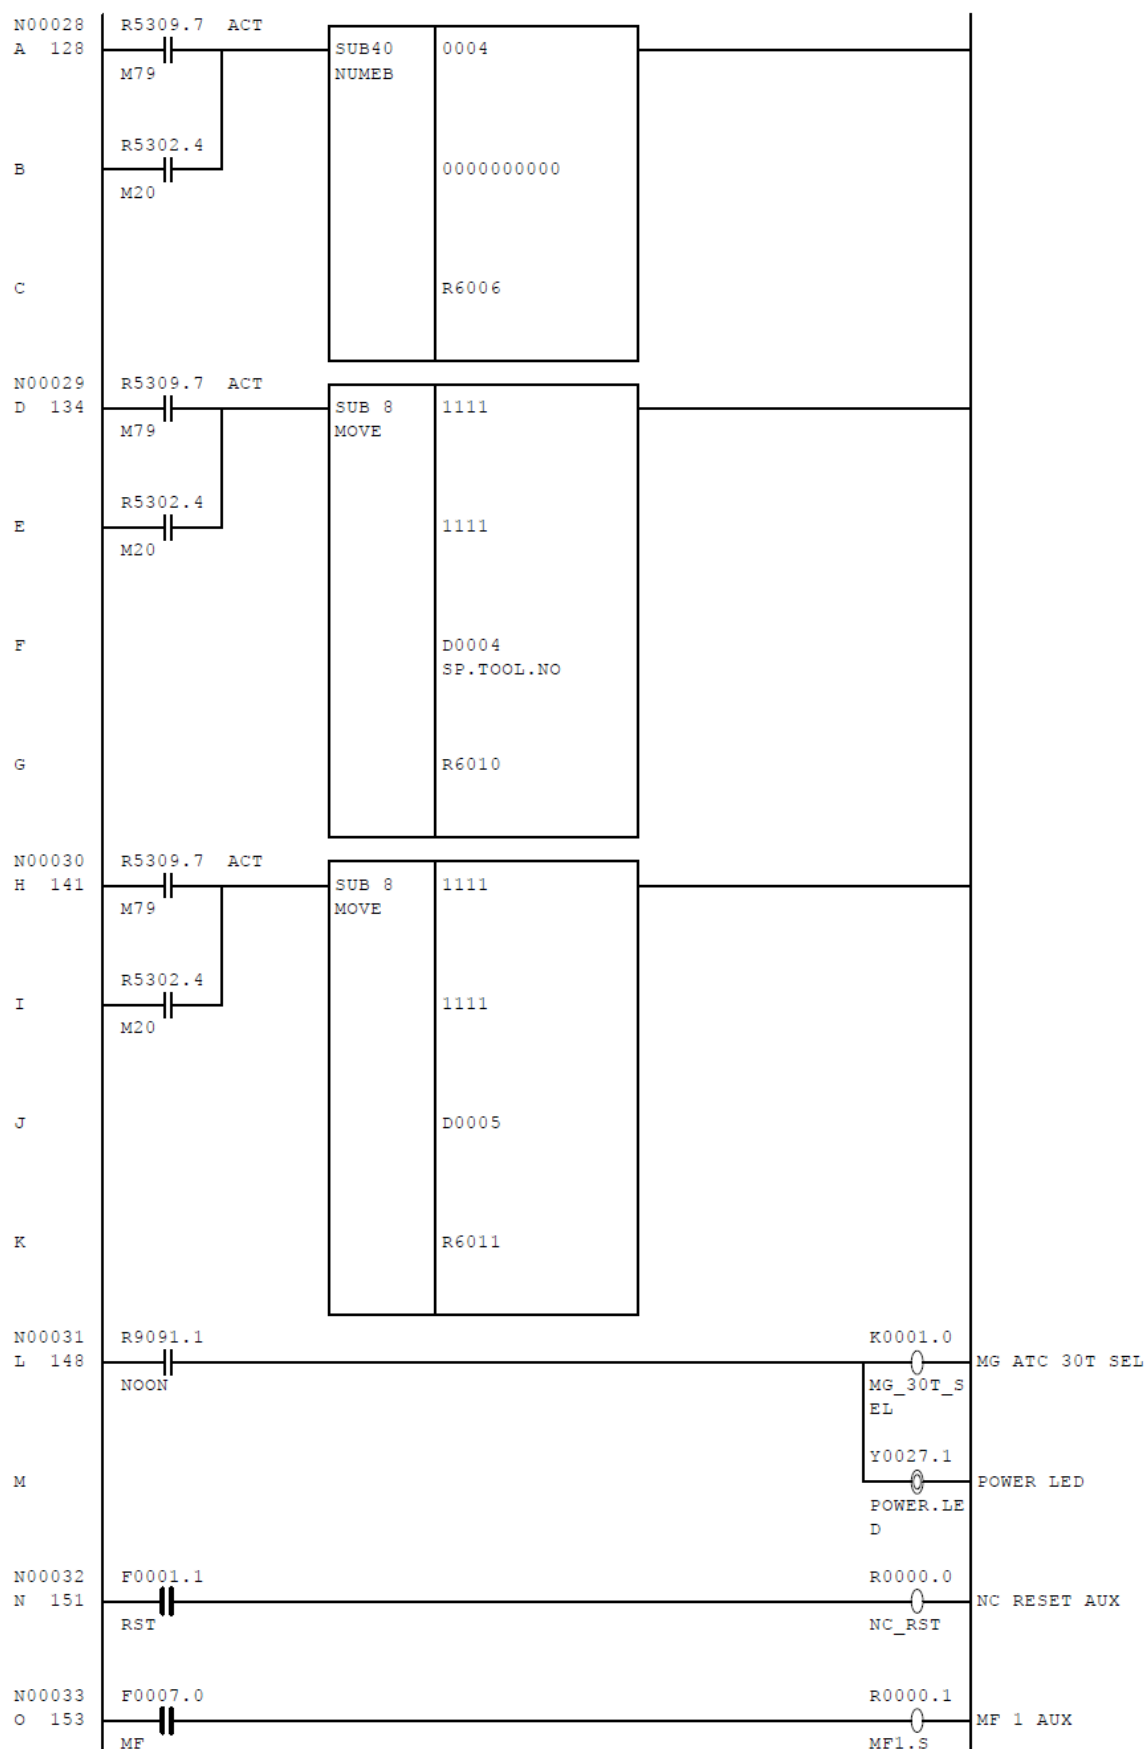 N00028 R5309.7 ACT
A 128 SUB40 0004
M79 NUMEB
R5302.4
B 0000000000
M20
C R6006
N00029 R5309.7 ACT
D 134 SUB 8 1111
M79 MOVE
R5302.4
E 1111
M20
F D0004
SP.TOOL.NO
G R6010
N00030 R5309.7 ACT
H 141 SUB 8 1111
M79 MOVE
R5302.4
I 1111
M20
J D0005
K R6011
N00031 R9091.1 K0001.0
L 148 MG ATC 30T SEL
NOON MG_30T_S
EL
Y0027.1
M POWER LED
POWER.LE
D
N00032 F0001.1 R0000.0
N 151 NC RESET AUX
RST NC_RST
N00033 F0007.0 R0000.1
O 153 MF 1 AUX
MF MF1.S